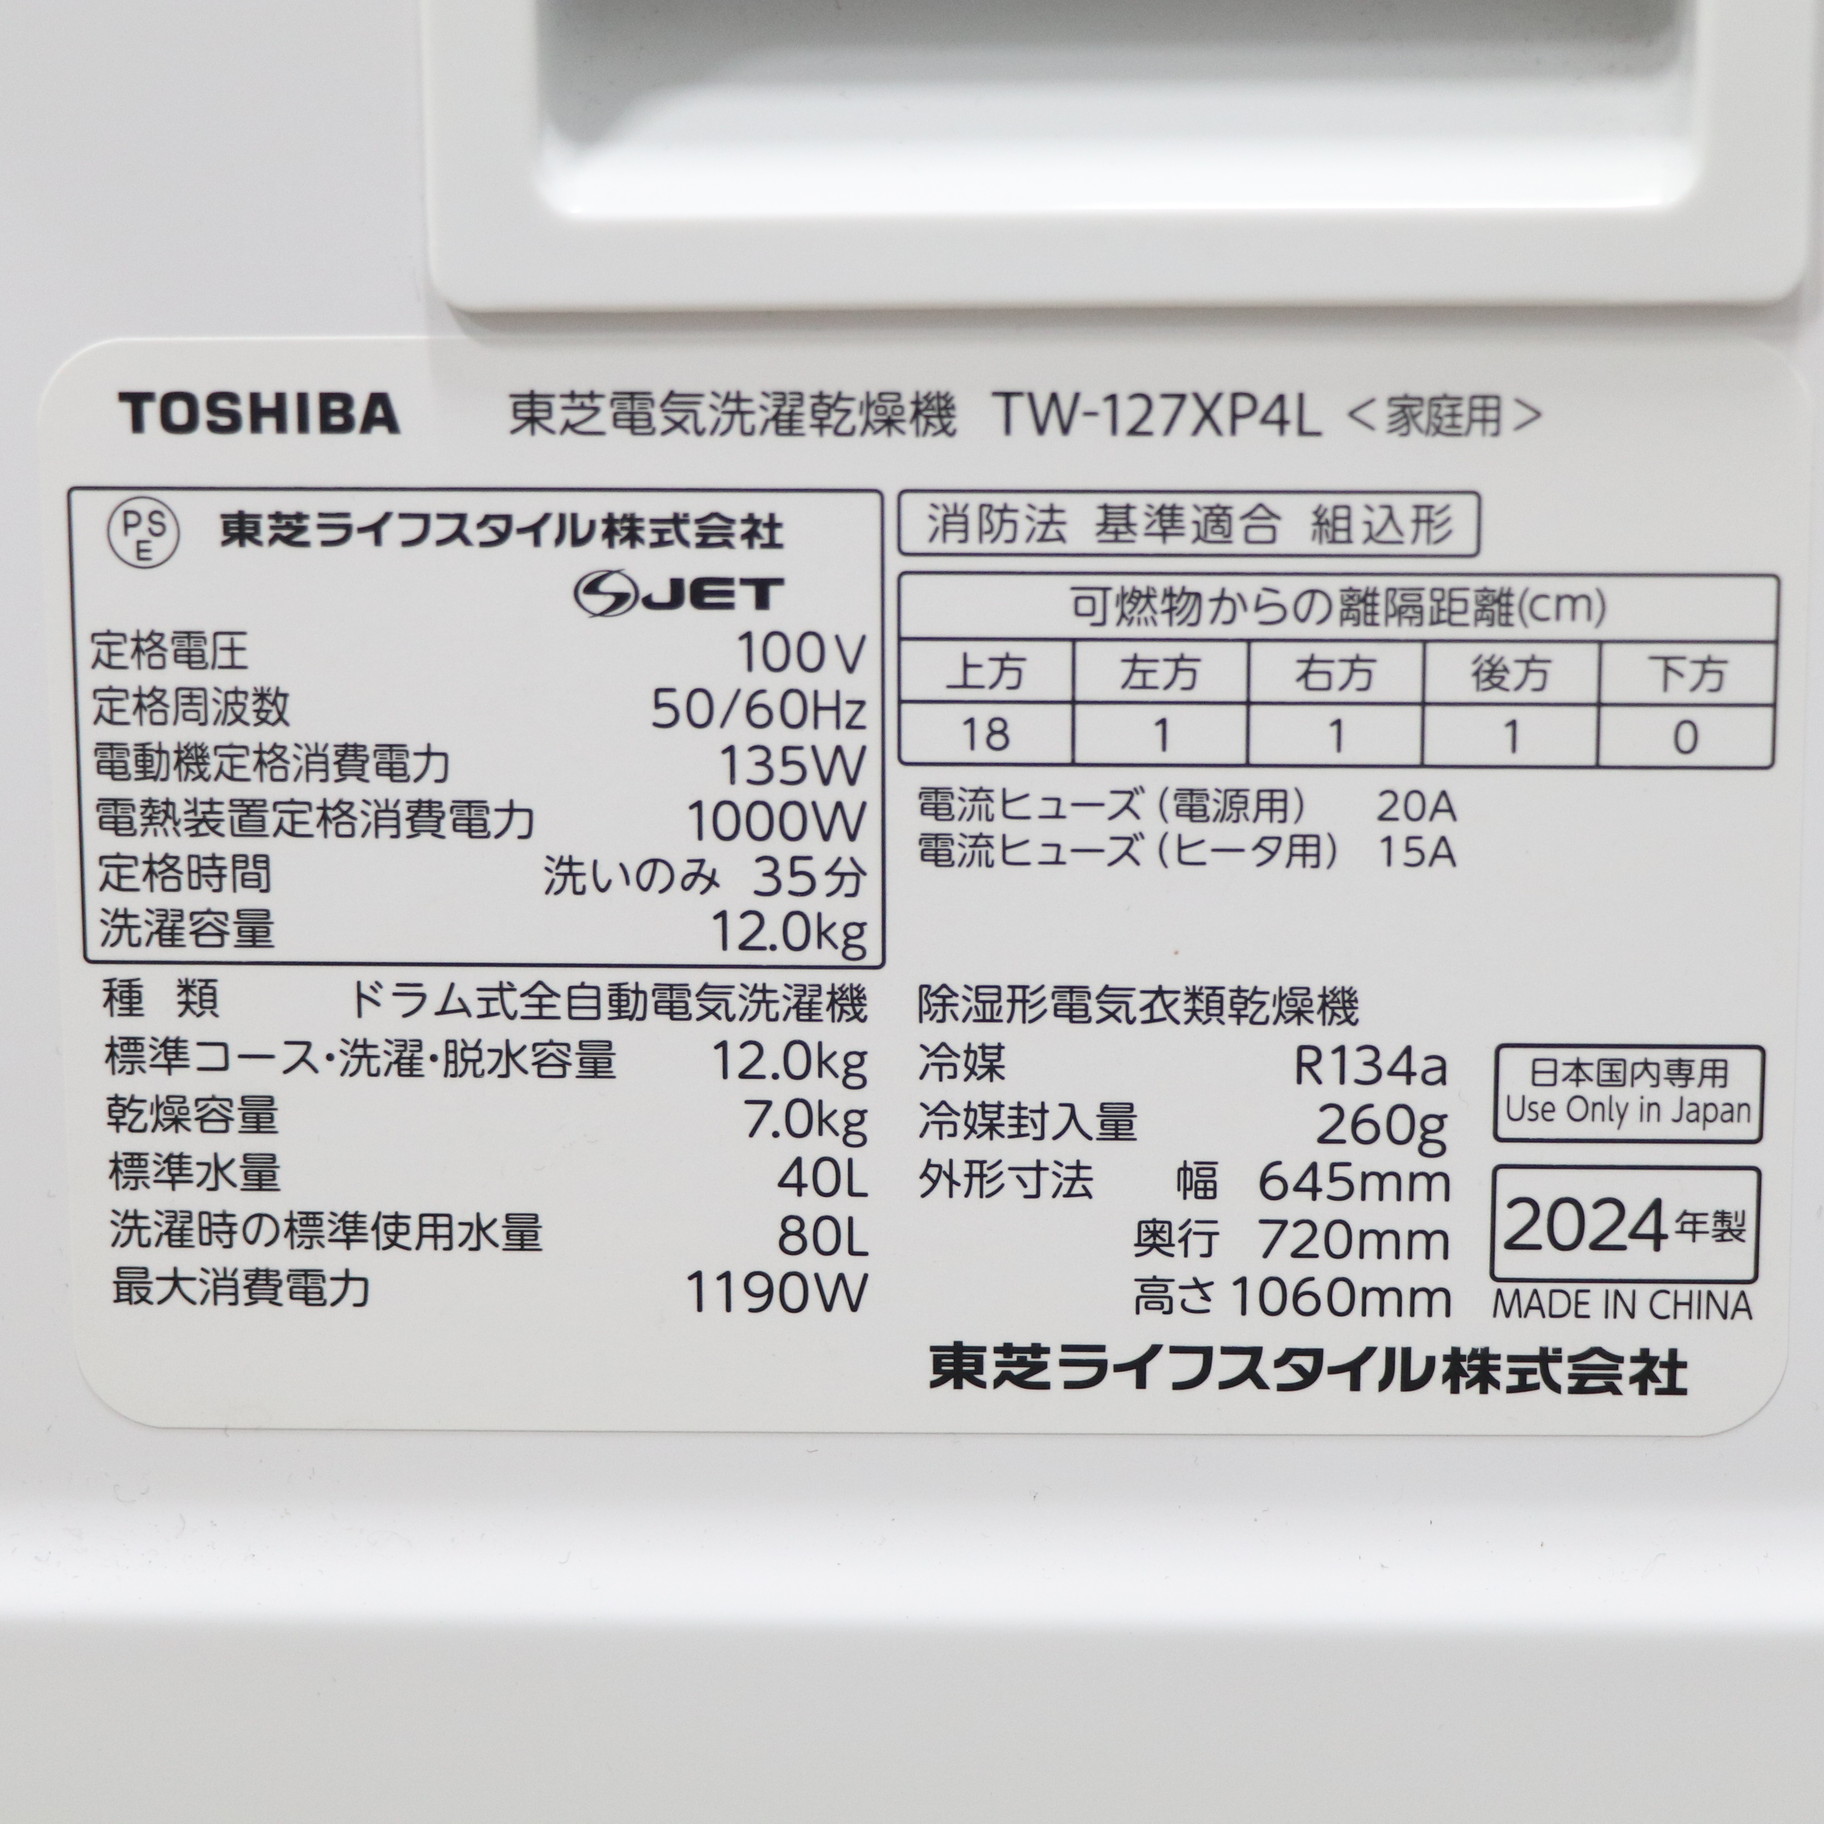 TOSHIBA 東芝電気洗濯乾燥機 TW-127XP4L <家庭用>
PS
E
東芝ライフスタイル株式会社
S JET
定格電圧 100V
定格周波数 50/60Hz
電動機定格消費電力 135W
電熱装置定格消費電力 1000W
定格時間 洗いのみ 35分
洗濯容量 12.0kg
種 類 ドラム式全自動電気洗濯機
標準コース・洗濯・脱水容量 12.0kg
乾燥容量 7.0kg
標準水量 40L
洗濯時の標準使用水量 80L
最大消費電力 1190W
消防法 基準適合 組込形
可燃物からの離隔距離(cm)
上方 左方 右方 後方 下方
18 1 1 1 0
電流ヒューズ(電源用) 20A
電流ヒューズ(ヒータ用) 15A
除湿形電気衣類乾燥機
冷媒 R134a
冷媒封入量 260g
外形寸法 幅 645mm
奥行 720mm
高さ 1060mm
日本国内専用
Use Only in Japan
2024年製
MADE IN CHINA
東芝ライフスタイル株式会社